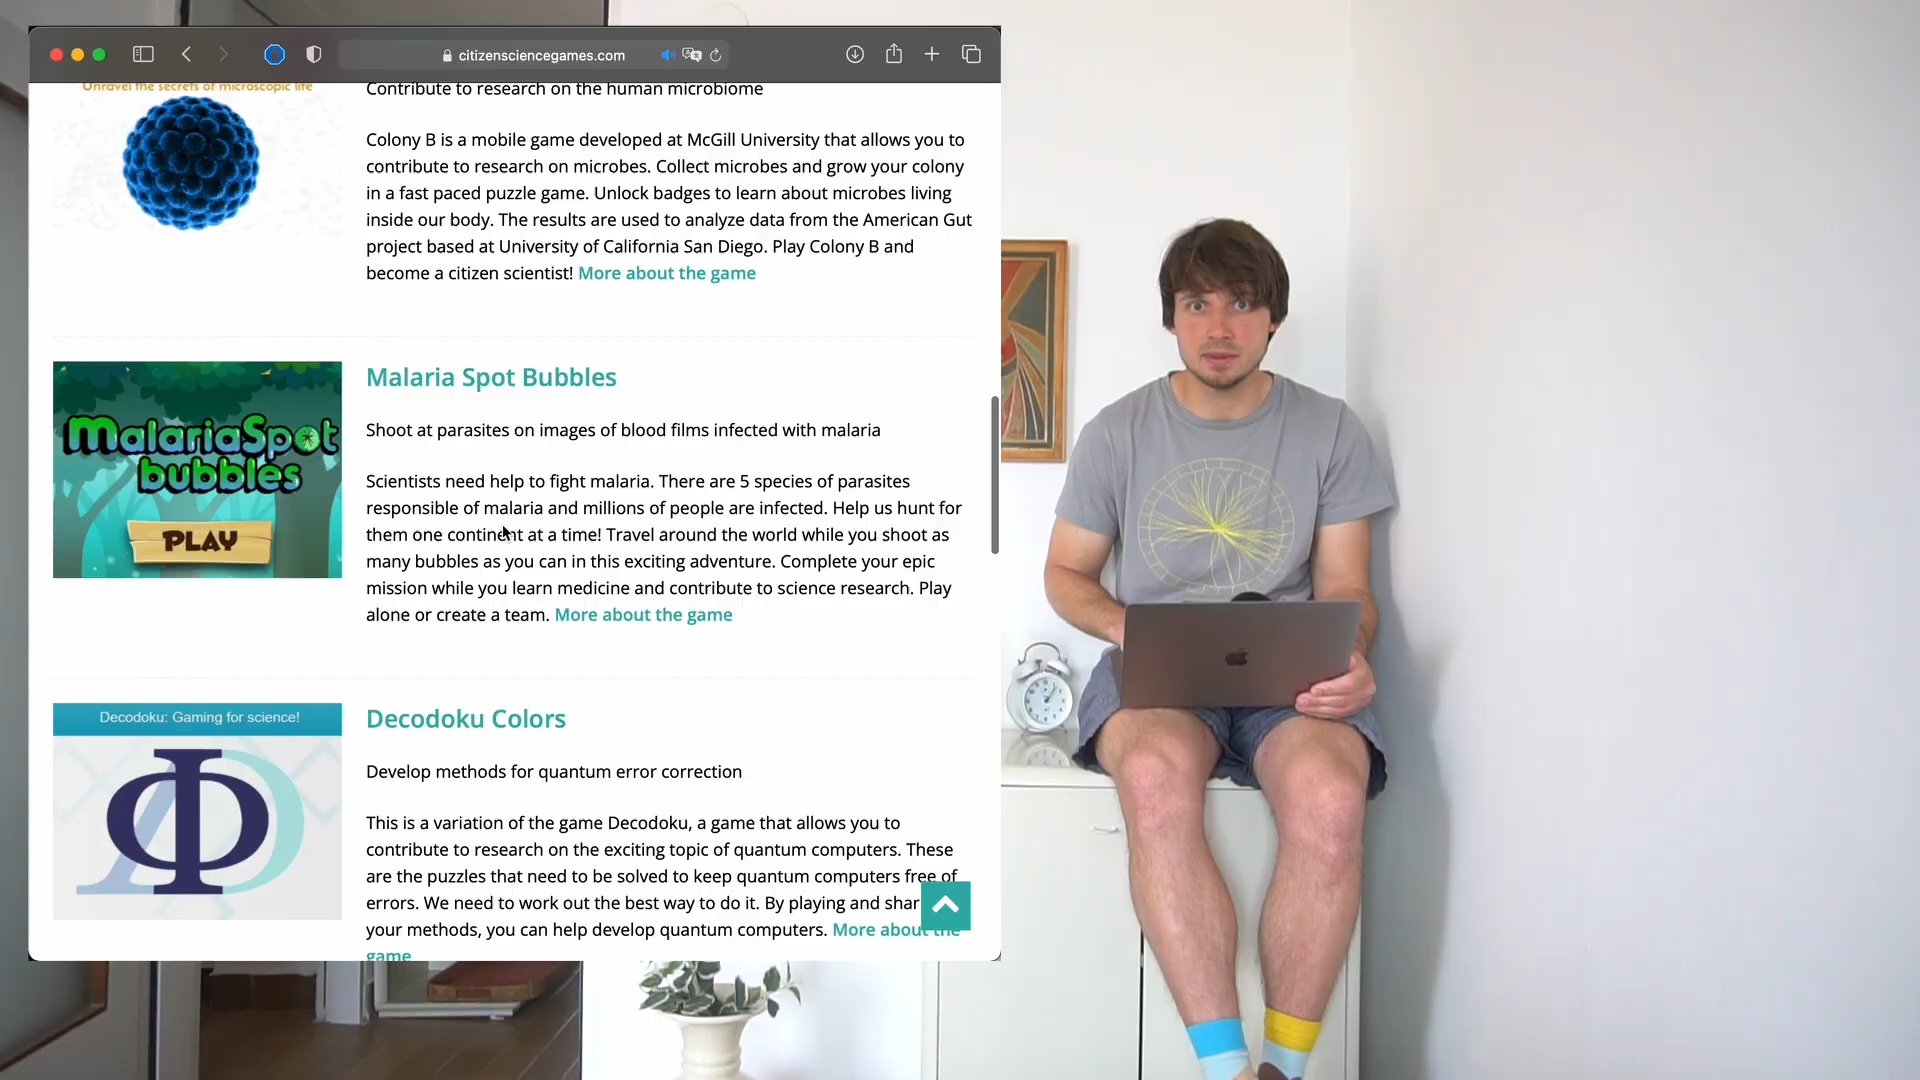 citizensciencegames.com
Unravel the secrets of microscopic life
Contribute to research on the human microbiome
Colony B is a mobile game developed at McGill University that allows you to
contribute to research on microbes. Collect microbes and grow your colony
in a fast paced puzzle game. Unlock badges to learn about microbes living
inside our body. The results are used to analyze data from the American Gut
project based at University of California San Diego. Play Colony B and
become a citizen scientist! More about the game
MalariaSpot
bubbles
PLAY
Malaria Spot Bubbles
Shoot at parasites on images of blood films infected with malaria
Scientists need help to fight malaria. There are 5 species of parasites
responsible of malaria and millions of people are infected. Help us hunt for
them one continent at a time! Travel around the world while you shoot as
many bubbles as you can in this exciting adventure. Complete your epic
mission while you learn medicine and contribute to science research. Play
alone or create a team. More about the game
Decodoku: Gaming for science!
Decodoku Colors
Develop methods for quantum error correction
This is a variation of the game Decodoku, a game that allows you to
contribute to research on the exciting topic of quantum computers. These
are the puzzles that need to be solved to keep quantum computers free of
errors. We need to work out the best way to do it. By playing and shar
your methods, you can help develop quantum computers. More about the
game